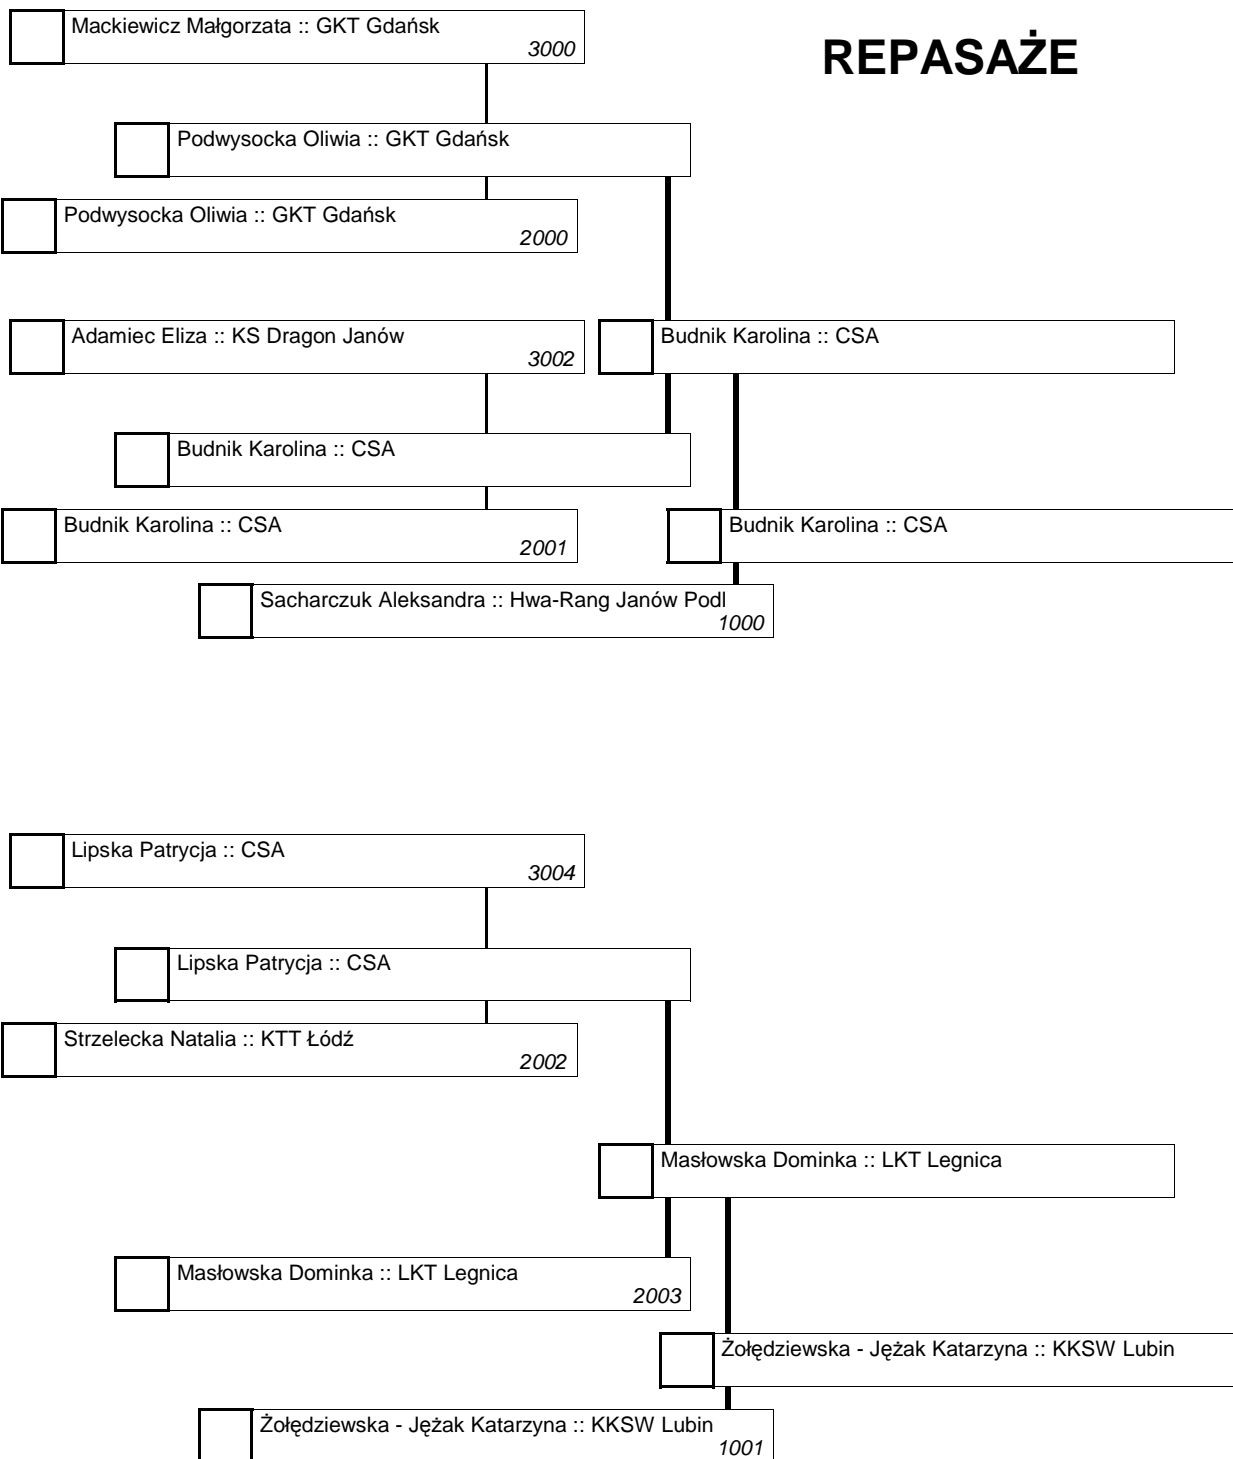 Mackiewicz Małgorzata :: GKT Gdańsk
3000
REPASAŻE
Podwysocka Oliwia :: GKT Gdańsk
Podwysocka Oliwia :: GKT Gdańsk
2000
Adamiec Eliza :: KS Dragon Janów
3002
Budnik Karolina :: CSA
Budnik Karolina :: CSA
Budnik Karolina :: CSA
2001
Budnik Karolina :: CSA
Sacharczuk Aleksandra :: Hwa-Rang Janów Podl
1000
Lipska Patrycja :: CSA
3004
Lipska Patrycja :: CSA
Strzelecka Natalia :: KTT Łódź
2002
Masłowska Dominka :: LKT Legnica
Masłowska Dominka :: LKT Legnica
2003
Żołędziewska - Jężak Katarzyna :: KKSW Lubin
Żołędziewska - Jężak Katarzyna :: KKSW Lubin
1001